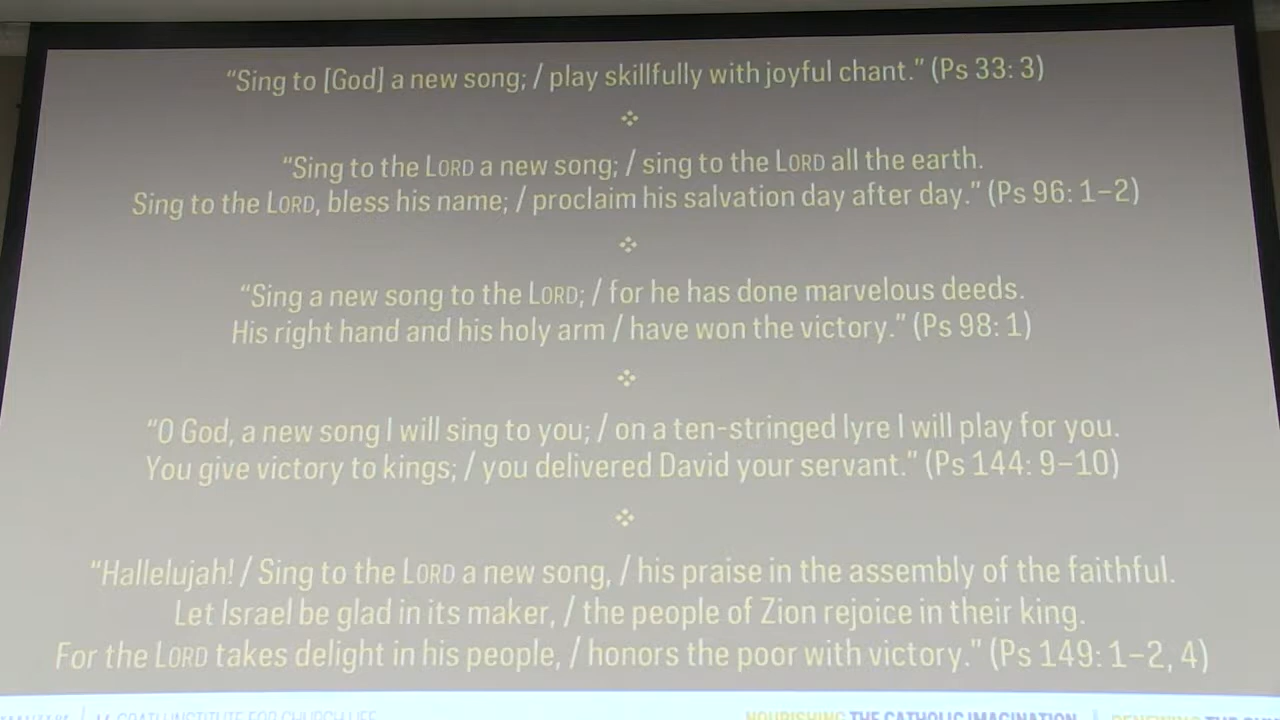 “Sing to [God] a new song; / play skillfully with joyful chant.” (Ps 33: 3)
“Sing to the LORD a new song; / sing to the LORD all the earth.
Sing to the LORD, bless his name; / proclaim his salvation day after day.” (Ps 96: 1–2)
“Sing a new song to the LORD; / for he has done marvelous deeds.
His right hand and his holy arm / have won the victory.” (Ps 98: 1)
“O God, a new song I will sing to you; / on a ten-stringed lyre I will play for you.
You give victory to kings; / you delivered David your servant.” (Ps 144: 9–10)
“Hallelujah! / Sing to the LORD a new song, / his praise in the assembly of the faithful.
Let Israel be glad in its maker, / the people of Zion rejoice in their king.
For the LORD takes delight in his people, / honors the poor with victory.” (Ps 149: 1–2, 4)
INSTITUTE FOR CHURCH LIFE NOURISHING THE CATHOLIC IMAGINATION | RENEWING THE